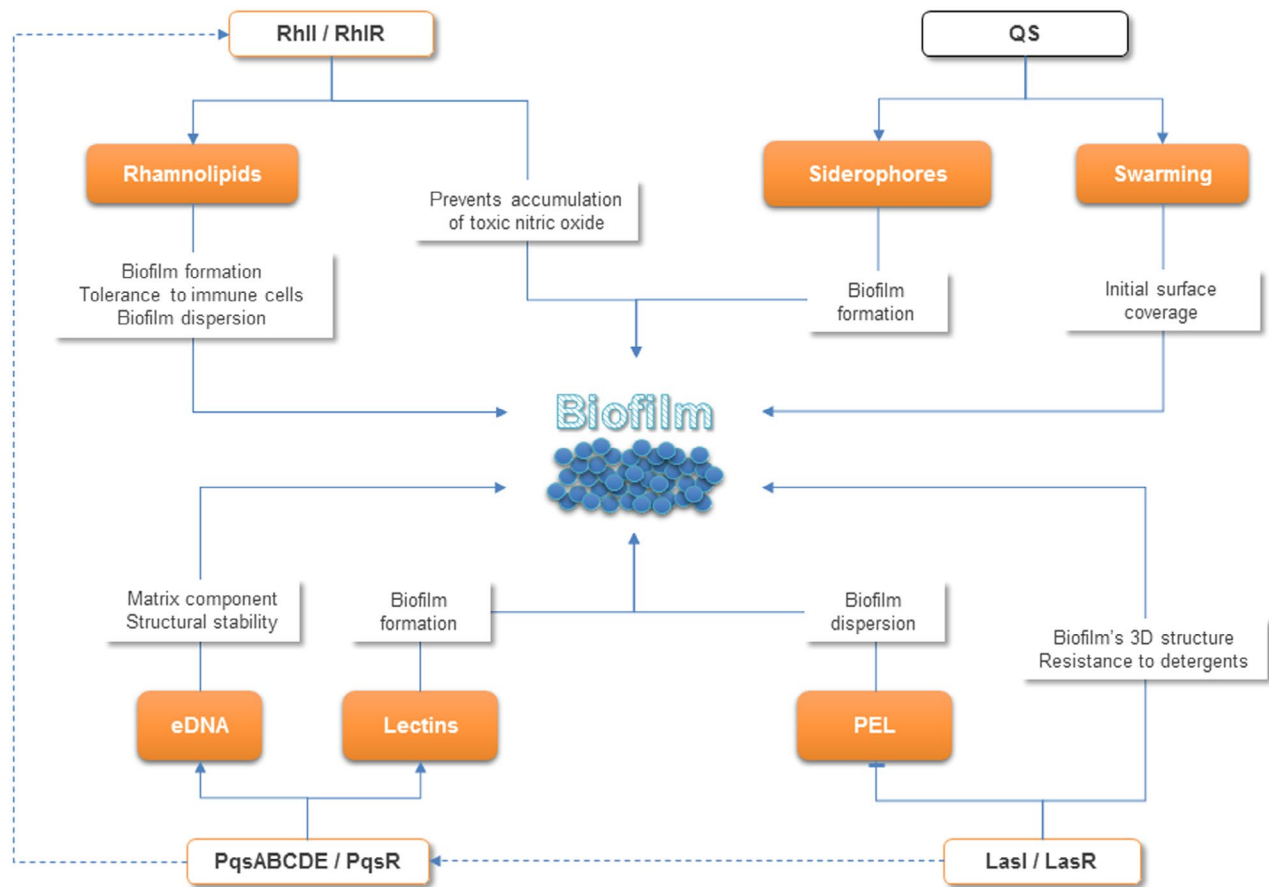 RhlI / RhlR
QS
Rhamnolipids
Siderophores
Swarming
Prevents accumulation
of toxic nitric oxide
Biofilm formation
Tolerance to immune cells
Biofilm dispersion
Biofilm
formation
Initial surface
coverage
Biofilm
Matrix component
Structural stability
Biofilm
formation
Biofilm
dispersion
Biofilm's 3D structure
Resistance to detergents
eDNA
Lectins
PEL
PqsABCDE / PqsR
LasI / LasR